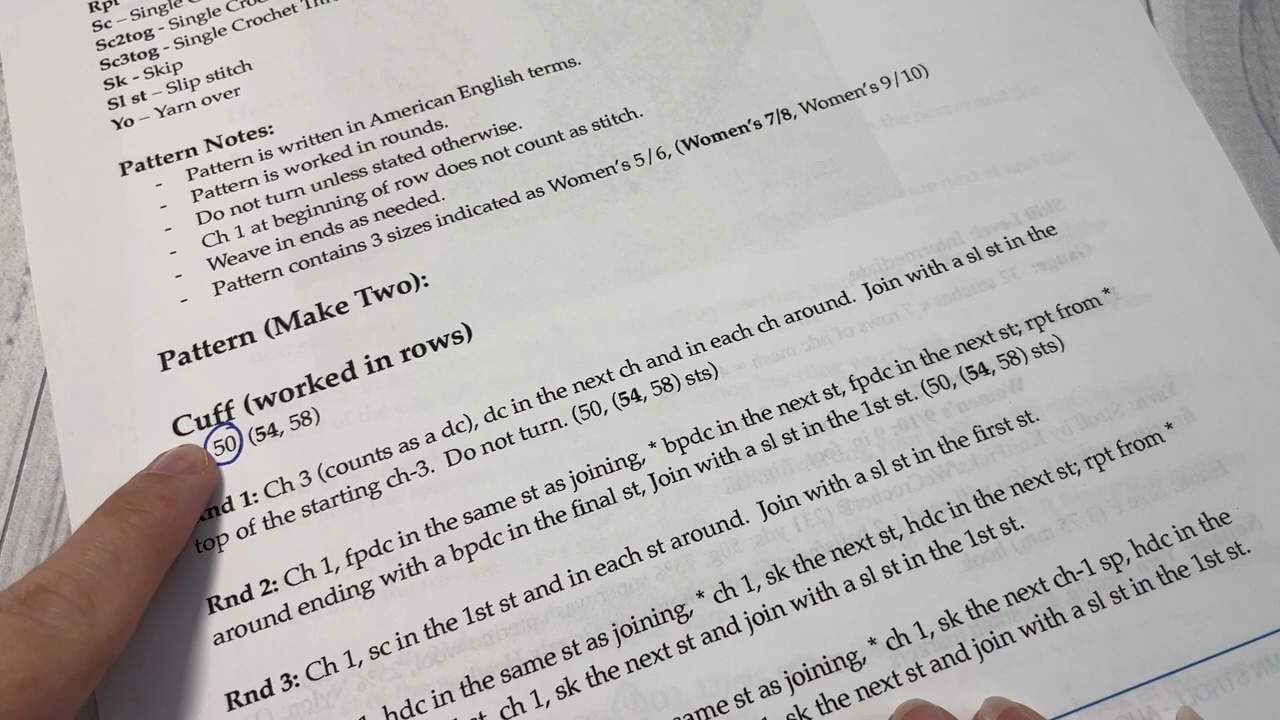 Rpt
Sc – Single
Sc2tog - Single
Sc3tog - Single Crochet
Sk - Skip
Sl st – Slip stitch
Yo – Yarn over
Pattern Notes:
- Pattern is written in American English terms.
- Pattern is worked in rounds.
- Do not turn unless stated otherwise.
- Ch 1 at beginning of row does not count as stitch.
- Weave in ends as needed.
- Pattern contains 3 sizes indicated as Women's 5/6, (Women's 7/8, Women's 9/10)
Pattern (Make Two):
Cuff (worked in rows)
50 (54, 58)
nd 1: Ch 3 (counts as a dc), dc in the next ch and in each ch around. Join with a sl st in the
top of the starting ch-3. Do not turn. (50, (54, 58) sts)
Rnd 2: Ch 1, fpdc in the same st as joining, * bpdc in the next st, fpdc in the next st; rpt from *
around ending with a bpdc in the final st, Join with a sl st in the 1st st. (50, (54, 58) sts)
Rnd 3: Ch 1, sc in the 1st st and in each st around. Join with a sl st in the first st.
hdc in the same st as joining, * ch 1, sk the next st, hdc in the next st; rpt from *
ch 1, sk the next st and join with a sl st in the 1st st.
same st as joining, * ch 1, sk the next ch-1 sp, hdc in the
sk the next st and join with a sl st in the 1st st.